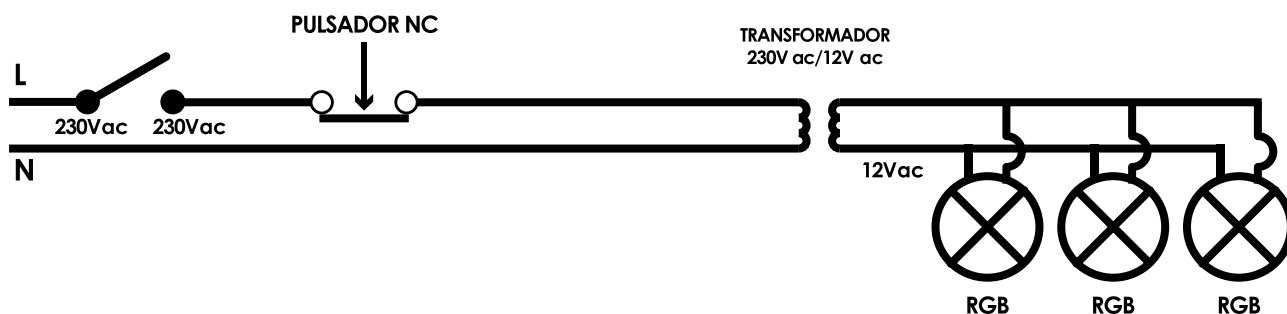 PULSADOR NC
TRANSFORMADOR
230V ac/12V ac
L
230Vac 230Vac
N
12Vac
RGB RGB RGB